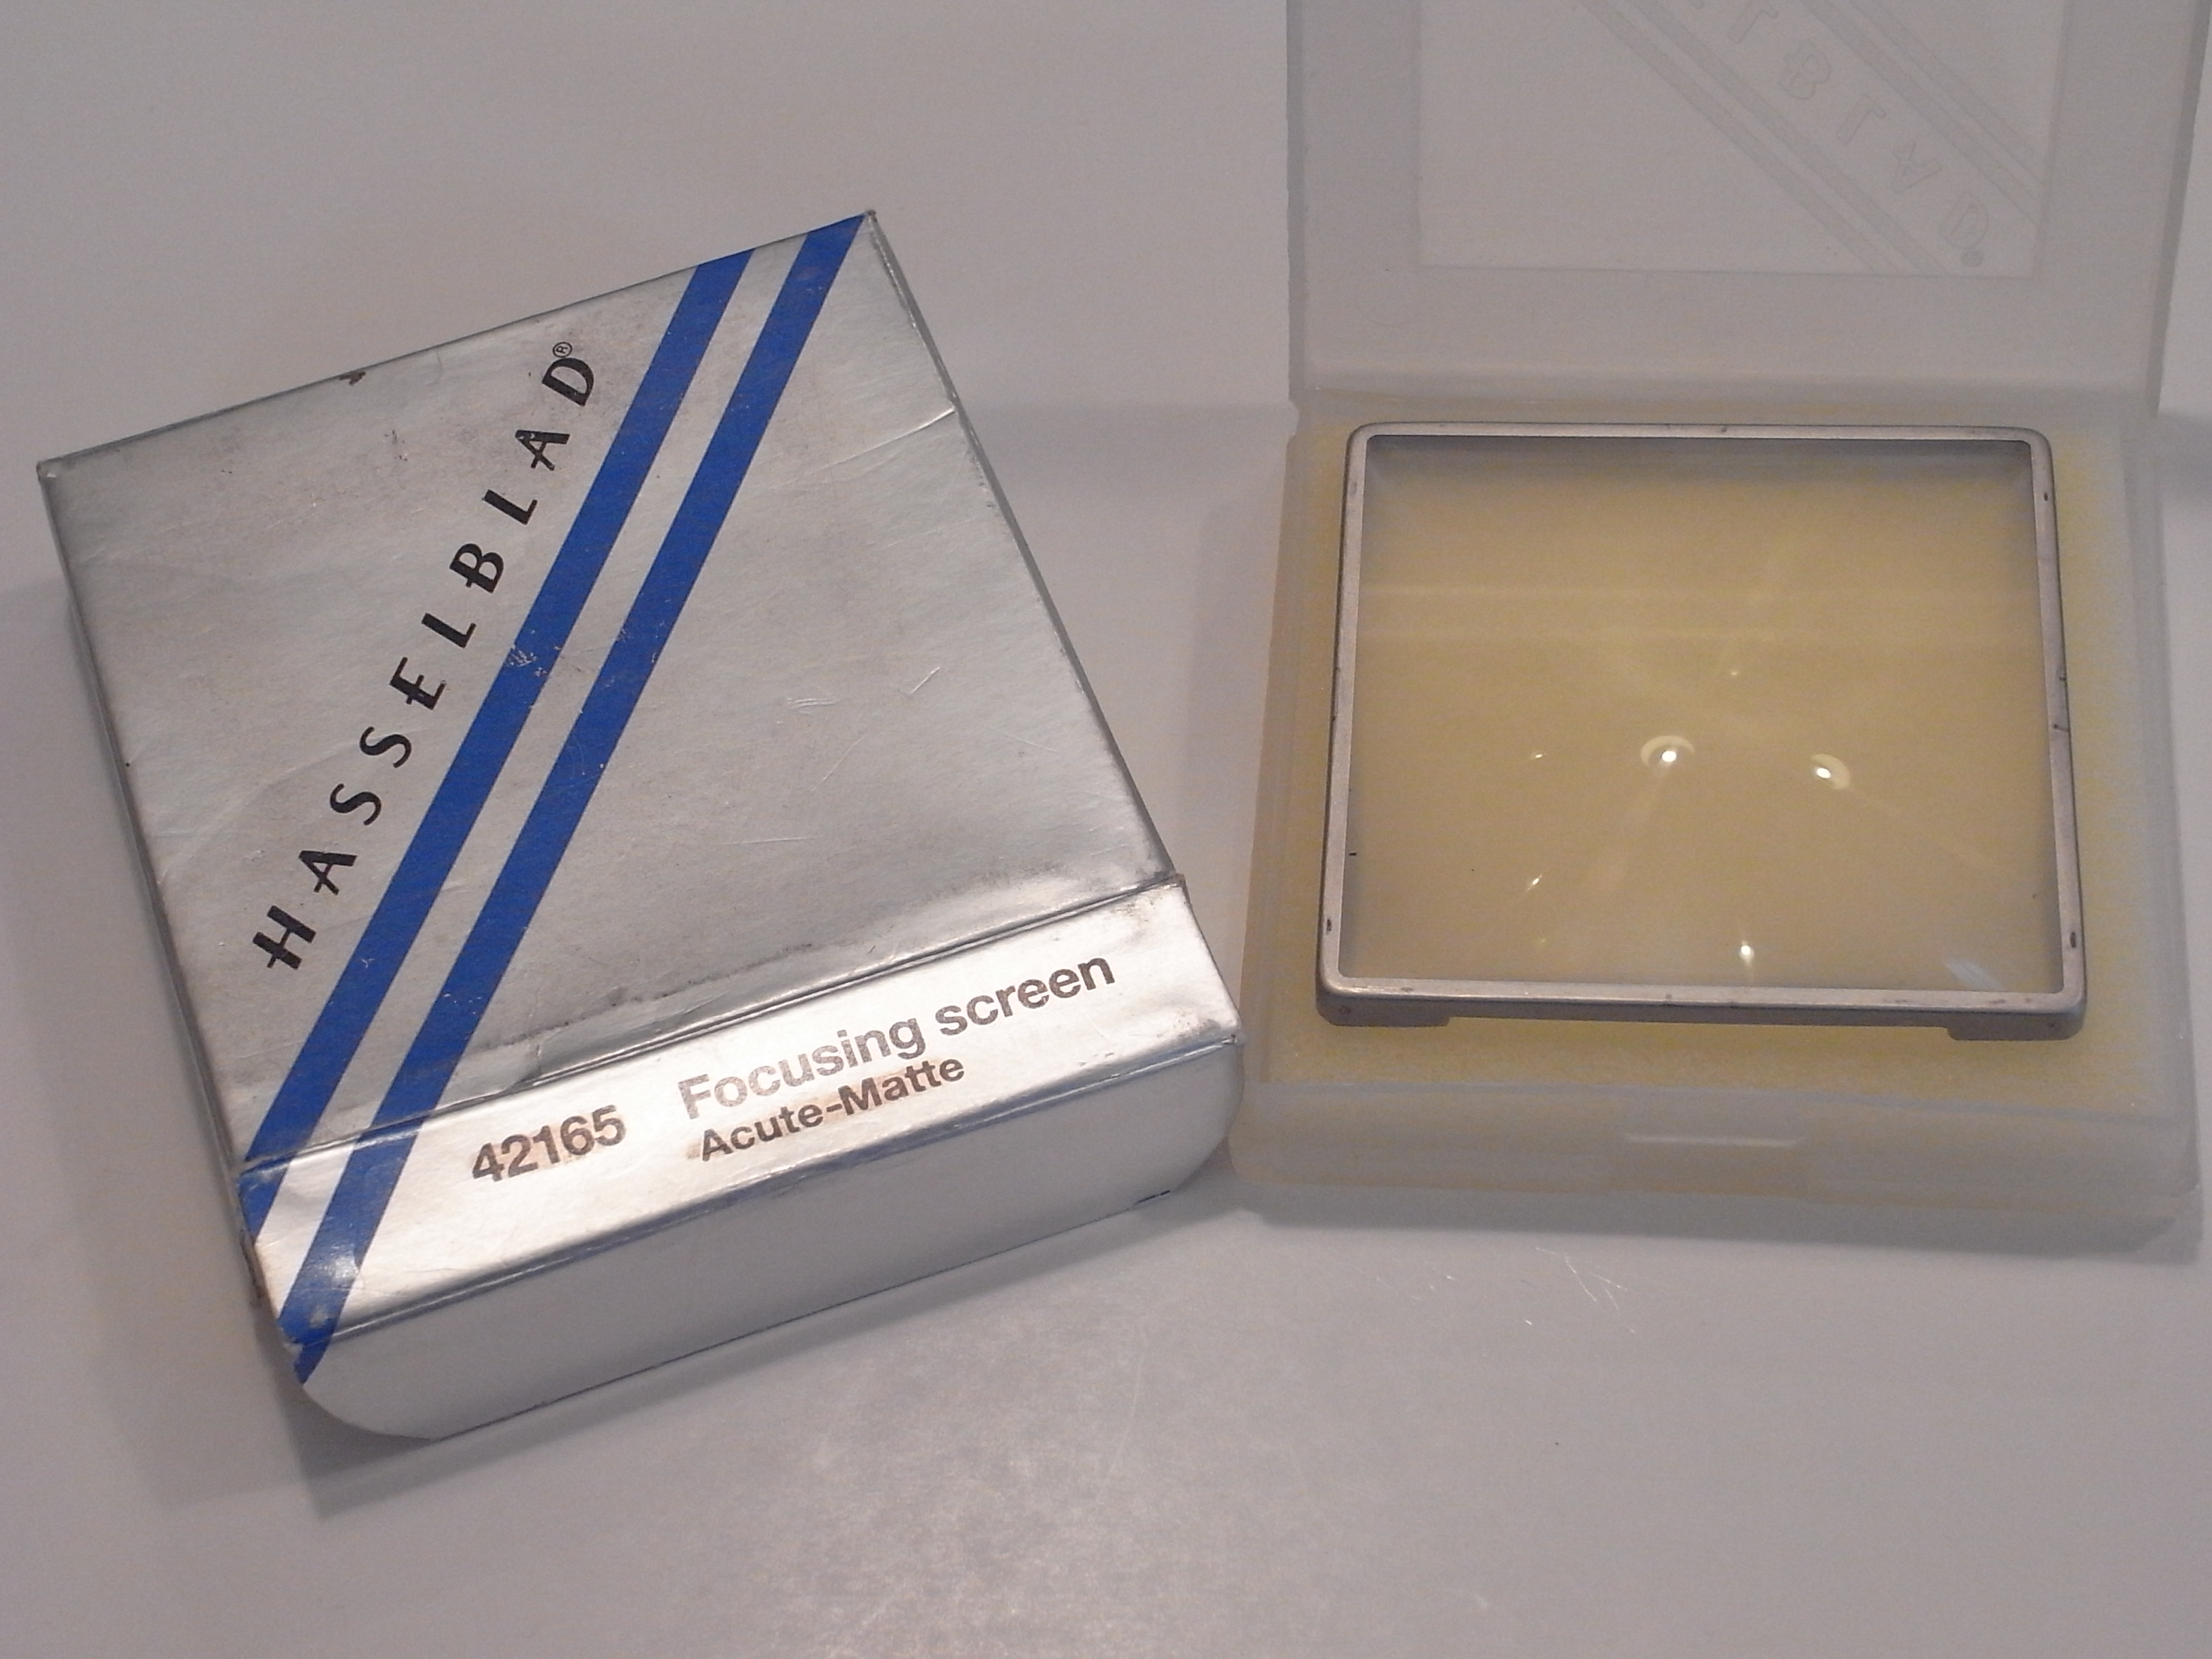 HASSELBLAD®
42165 Focusing screen
Acute-Matte